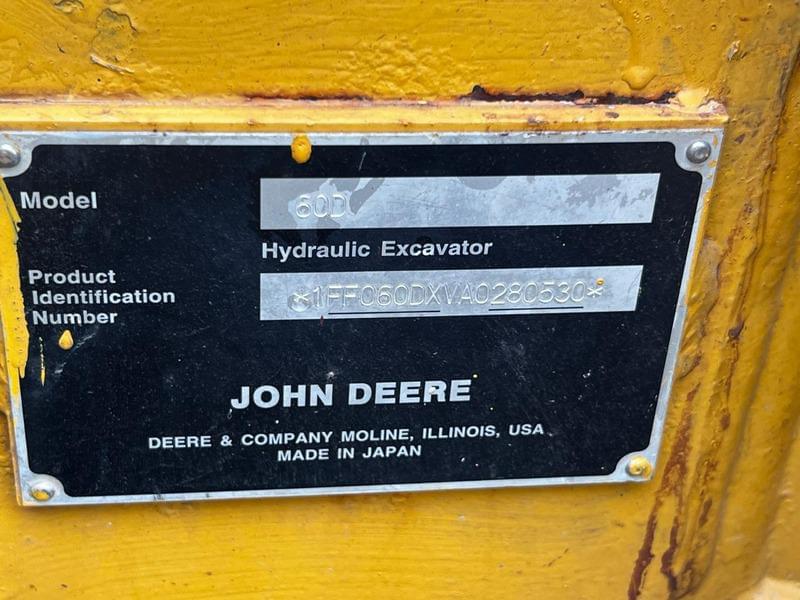 Model
60D
Hydraulic Excavator
Product
Identification
Number
*1FF060DXVA0280530*
JOHN DEERE
DEERE & COMPANY MOLINE, ILLINOIS, USA
MADE IN JAPAN